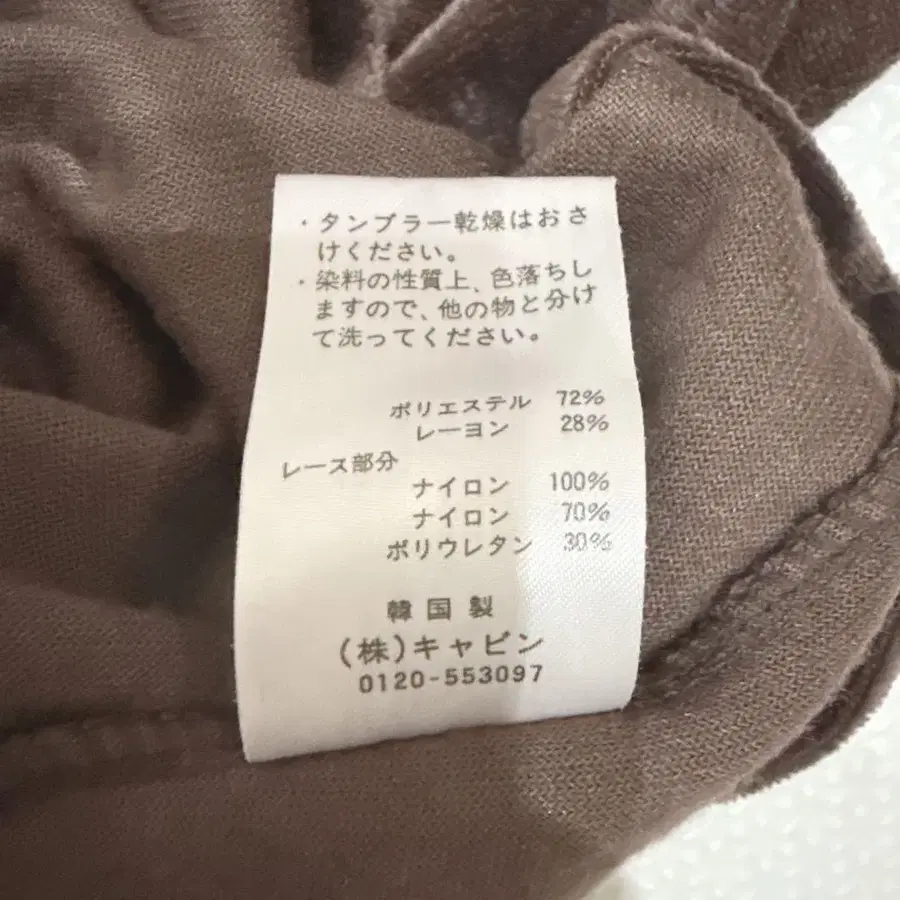 ・タンブラー乾燥はおさ
けください。
・染料の性質上、色落ちし
ますので、他の物と分け
て洗ってください。
ポリエステル 72%
レーヨン 28%
レース部分
ナイロン 100%
ナイロン 70%
ポリウレタン 30%
韓国製
(株)キャビン
0120-553097